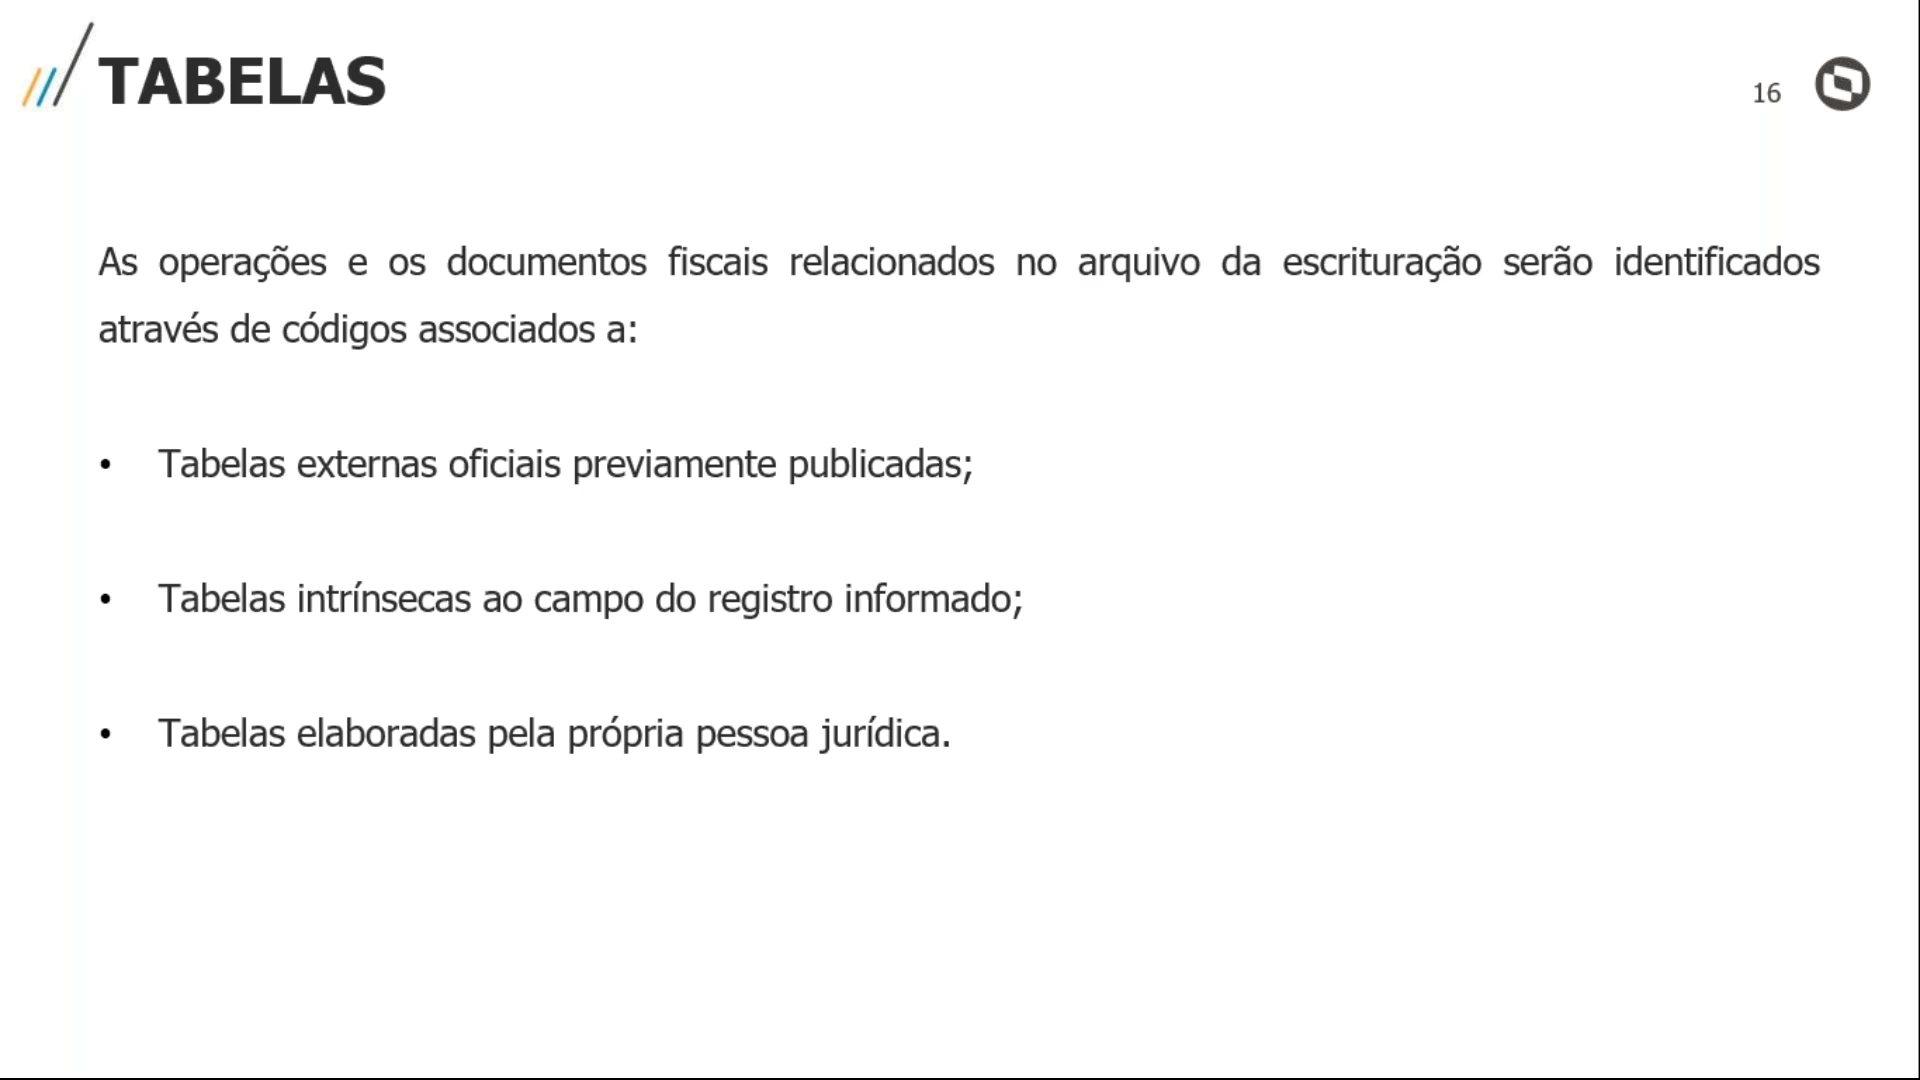 TABELAS
16
As operações e os documentos fiscais relacionados no arquivo da escrituração serão identificados
através de códigos associados a:
• Tabelas externas oficiais previamente publicadas;
• Tabelas intrínsecas ao campo do registro informado;
• Tabelas elaboradas pela própria pessoa jurídica.